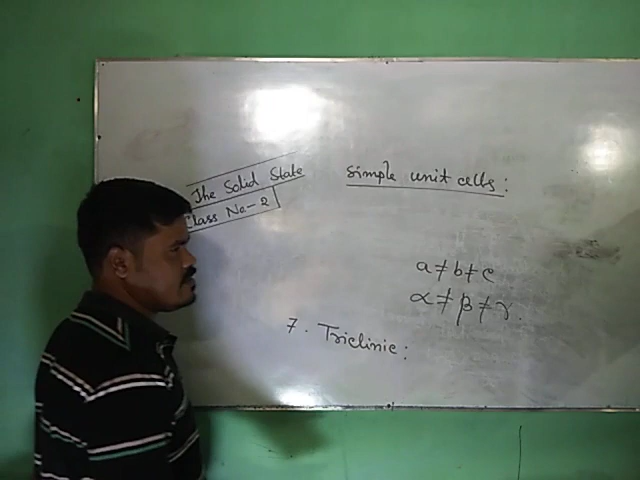 The Solid State
Class No-2
Simple unit cells:
a ≠ b ≠ c
α ≠ β ≠ γ.
7. Triclinic: